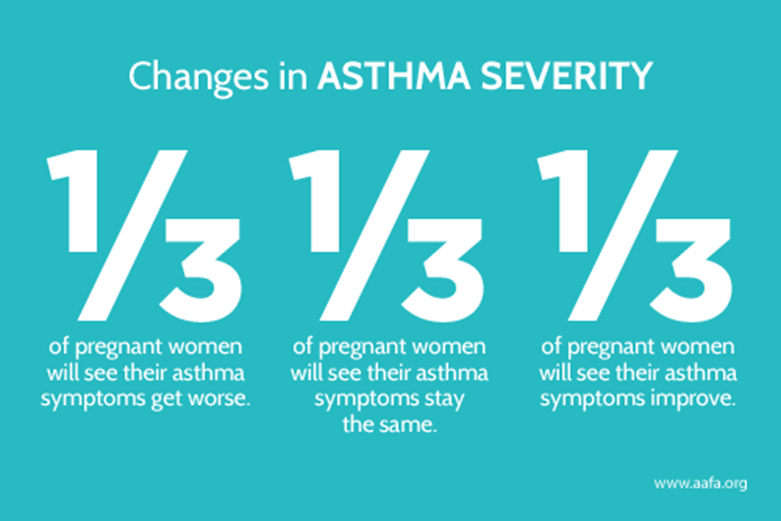 Changes in ASTHMA SEVERITY
1/3
of pregnant women
will see their asthma
symptoms get worse.
1/3
of pregnant women
will see their asthma
symptoms stay
the same.
1/3
of pregnant women
will see their asthma
symptoms improve.
www.aafa.org